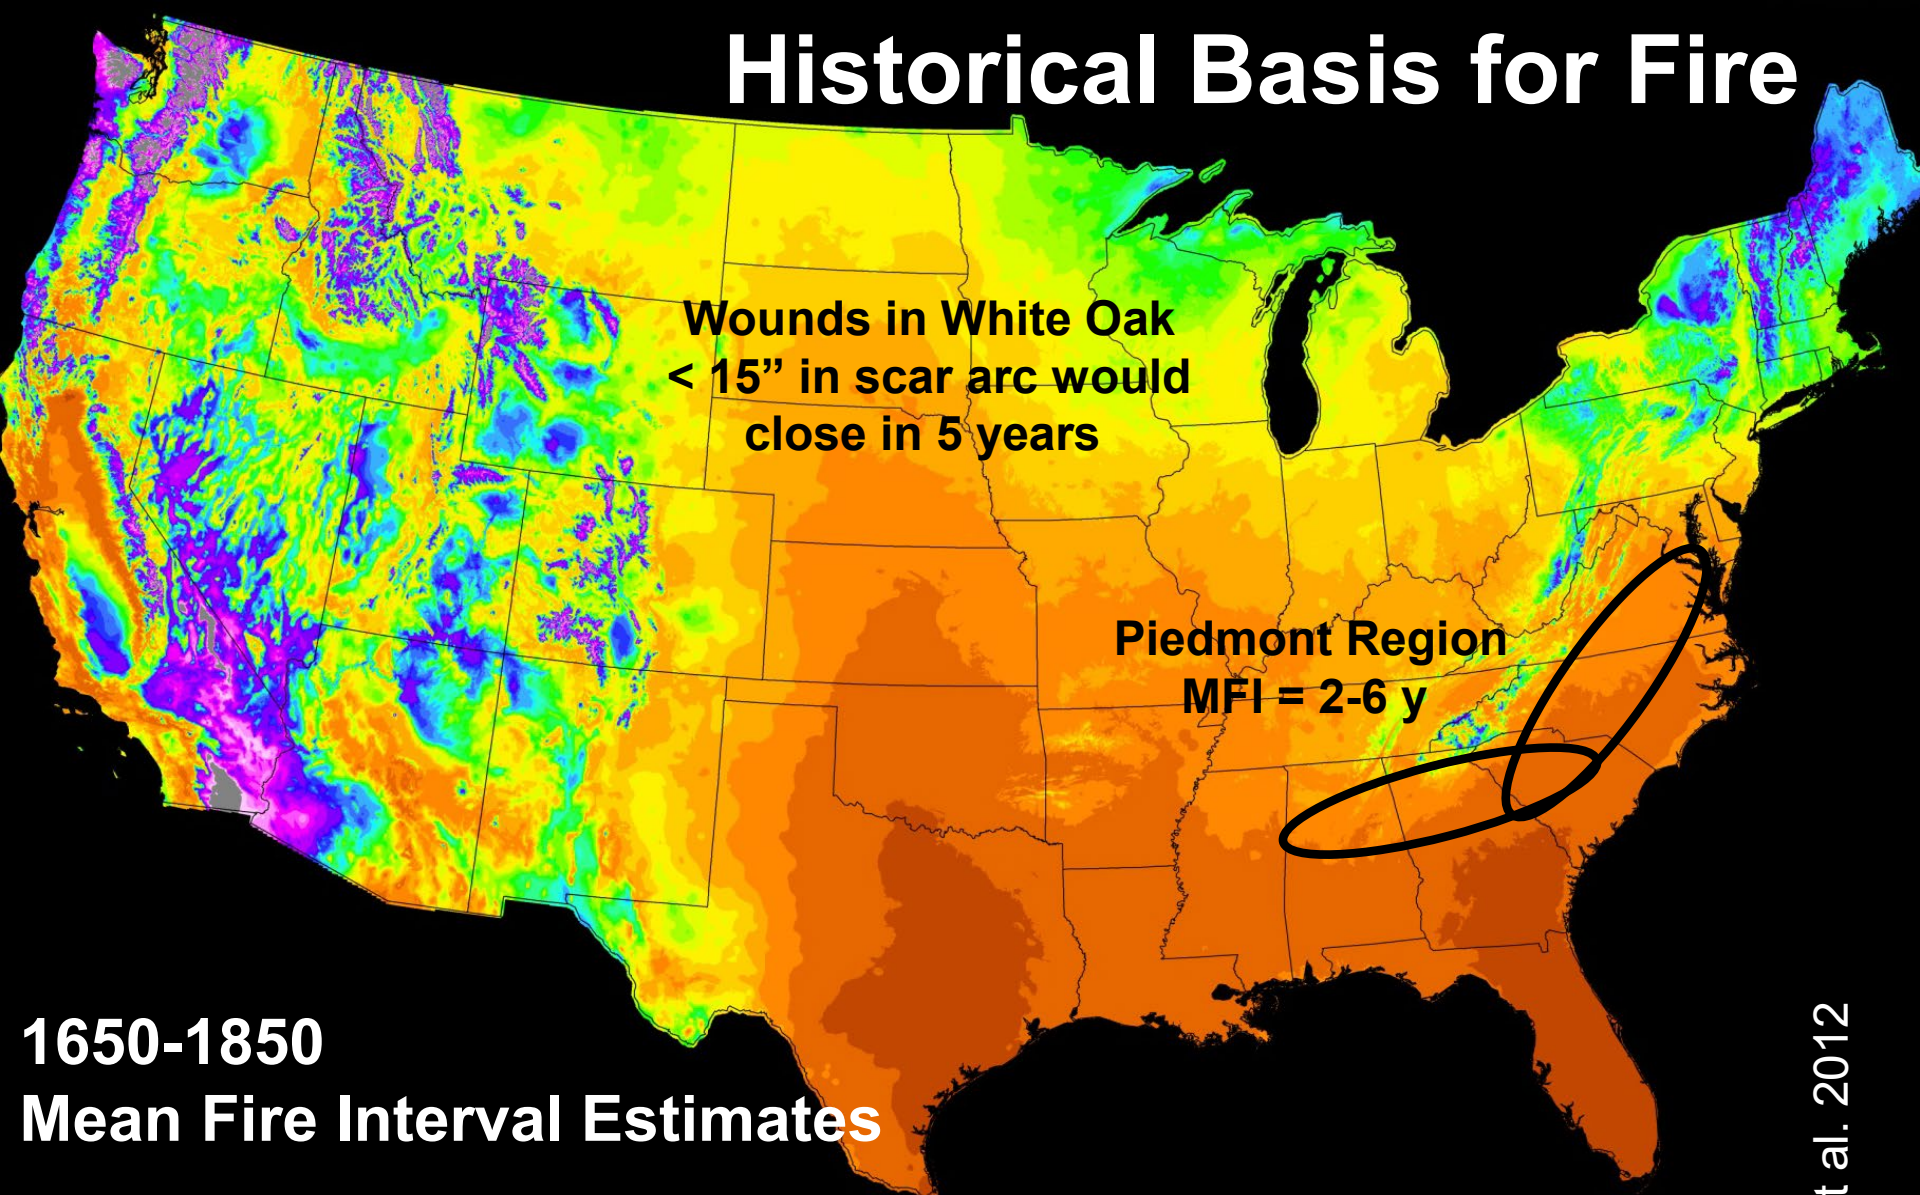 Historical Basis for Fire
Wounds in White Oak
< 15” in scar arc would
close in 5 years
Piedmont Region
MFI = 2-6 y
1650-1850
Mean Fire Interval Estimates
al. 2012